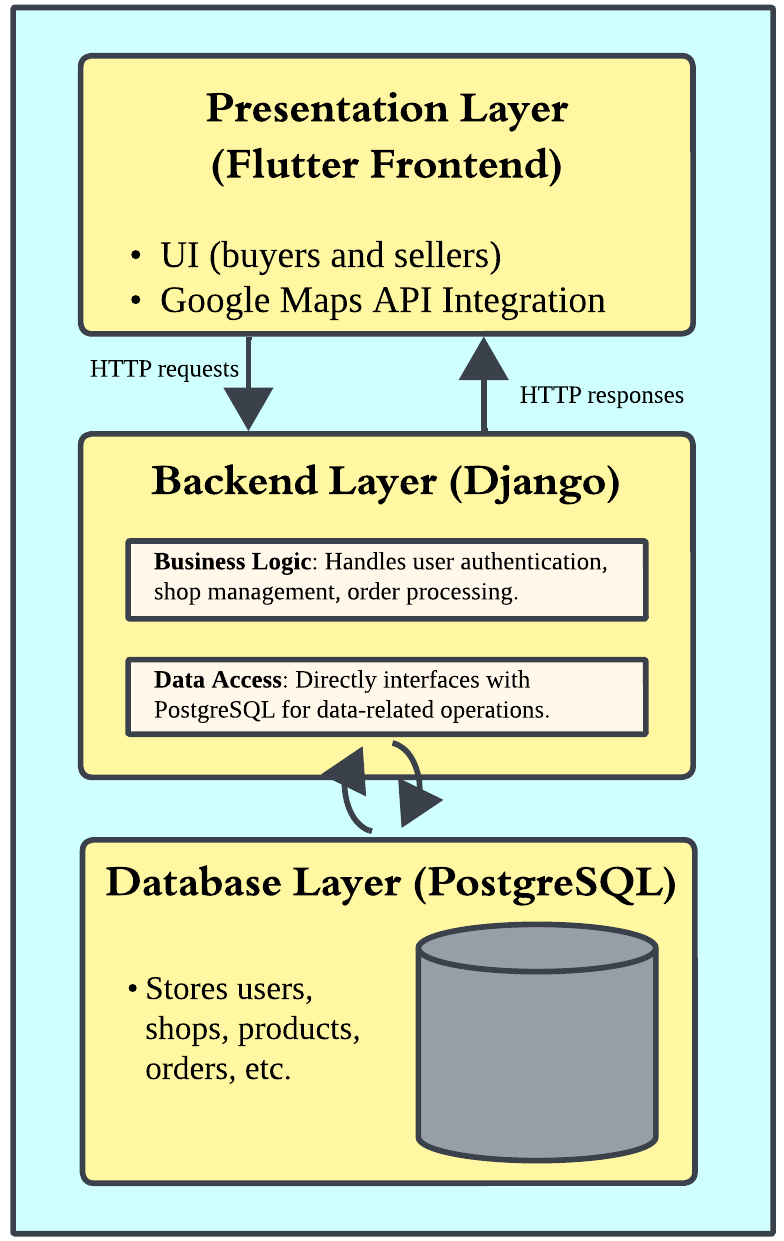 Presentation Layer
(Flutter Frontend)
• UI (buyers and sellers)
• Google Maps API Integration
HTTP requests
HTTP responses
Backend Layer (Django)
Business Logic: Handles user authentication,
shop management, order processing.
Data Access: Directly interfaces with
PostgreSQL for data-related operations.
Database Layer (PostgreSQL)
• Stores users,
shops, products,
orders, etc.